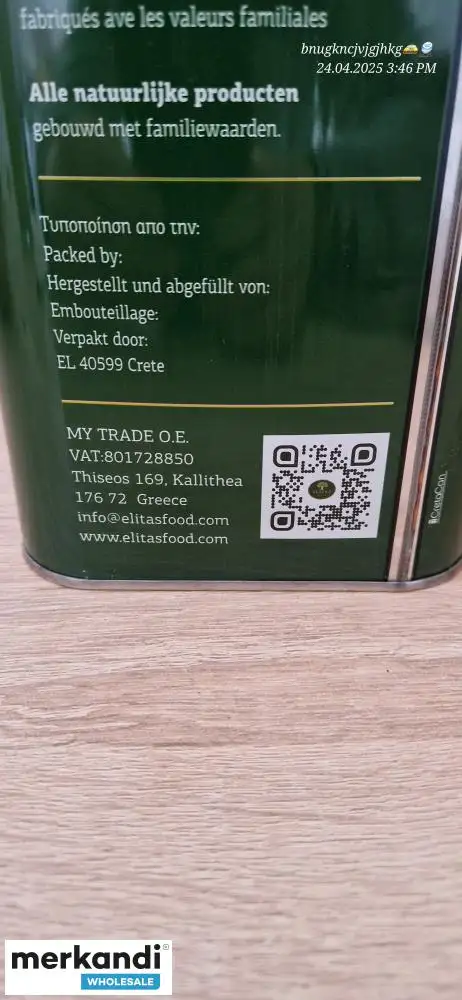 fabriqués ave les valeurs familiales
bnugkncjvjgjhkg
24.04.2025 3:46 PM
Alle natuurlijke producten
gebouwd met familiewaarden.
Τυποποίηση απο την:
Packed by:
Hergestellt und abgefüllt von:
Embouteillage:
Verpakt door:
EL 40599 Crete
MY TRADE O.E.
VAT:801728850
Thiseos 169, Kallithea
176 72 Greece
info@elitasfood.com
www.elitasfood.com
CretaCan
merkandi®
WHOLESALE